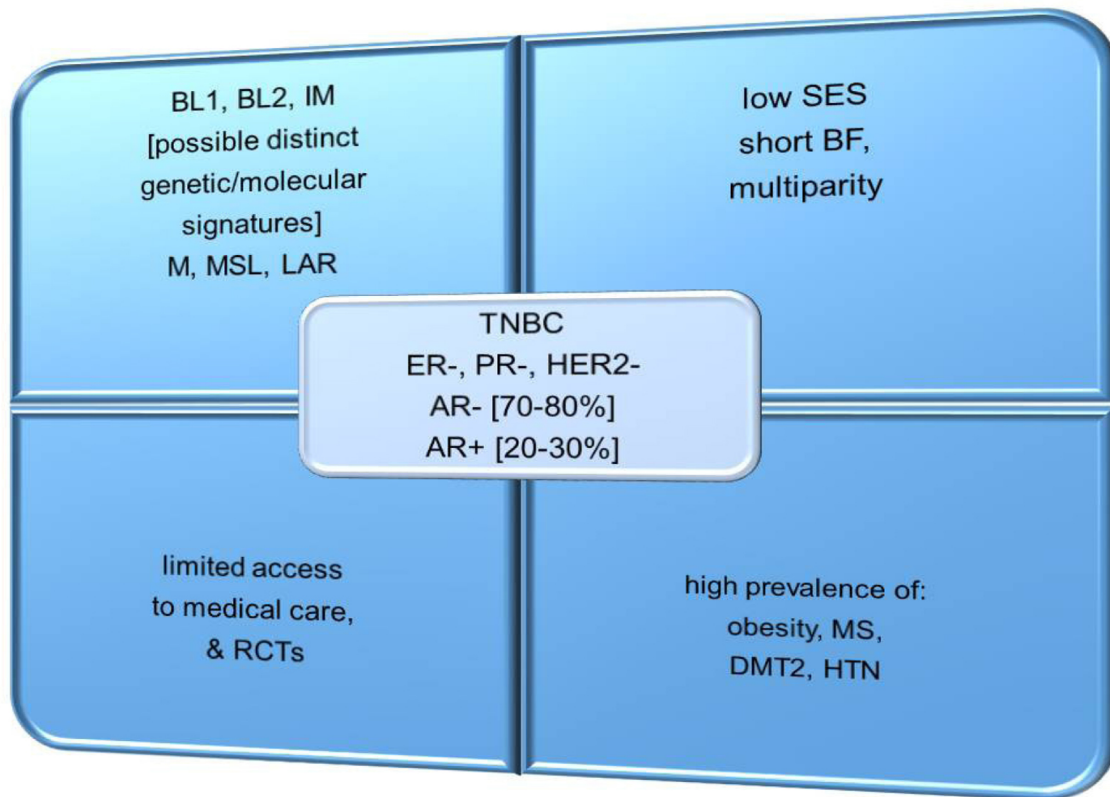 BL1, BL2, IM
[possible distinct
genetic/molecular
signatures]
M, MSL, LAR
low SES
short BF,
multiparity
TNBC
ER-, PR-, HER2-
AR- [70-80%]
AR+ [20-30%]
limited access
to medical care,
& RCTs
high prevalence of:
obesity, MS,
DMT2, HTN